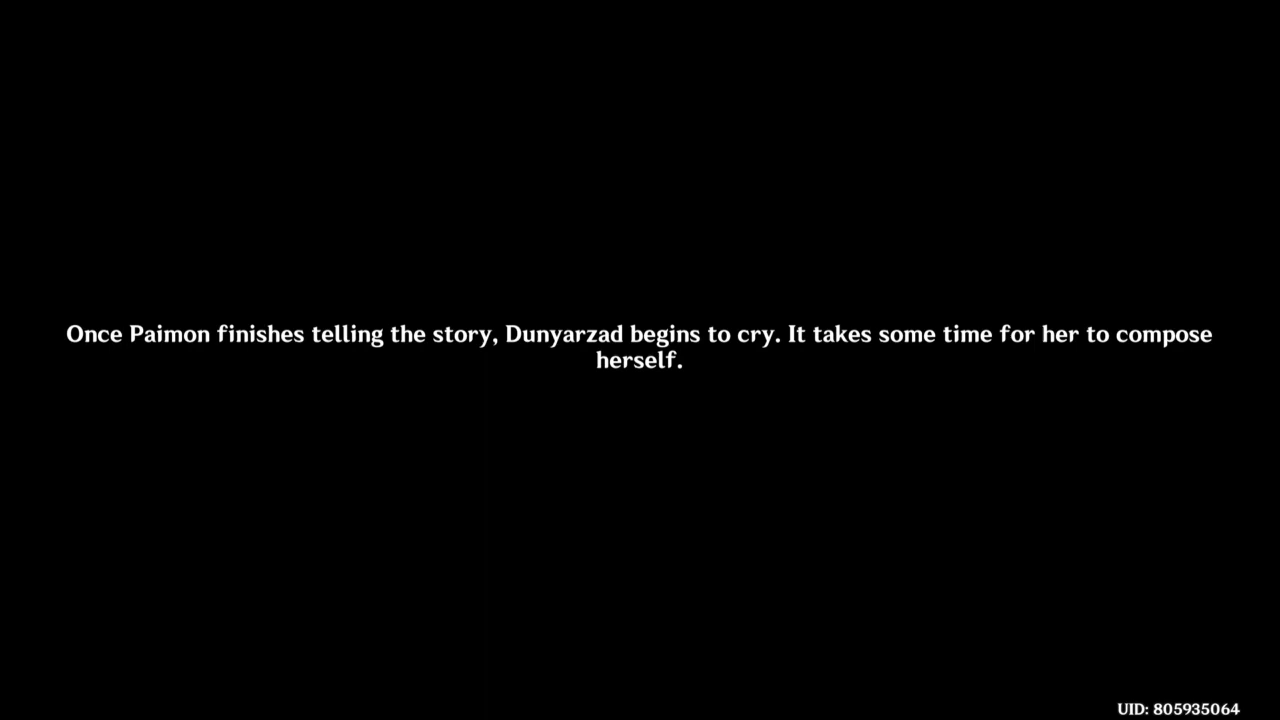 Once Paimon finishes telling the story, Dunyarzad begins to cry. It takes some time for her to compose
herself.
UID: 805935064